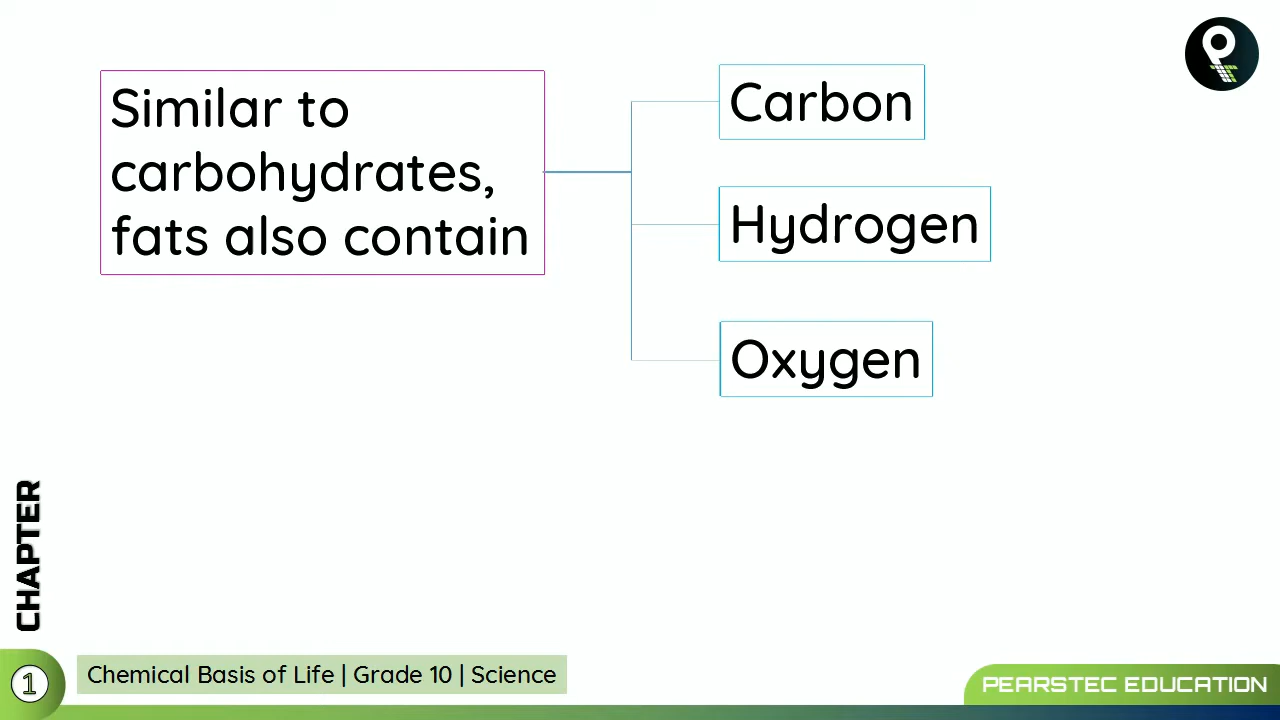 Similar to
carbohydrates,
fats also contain
Carbon
Hydrogen
Oxygen
CHAPTER
1
Chemical Basis of Life | Grade 10 | Science
PEARSTEC EDUCATION